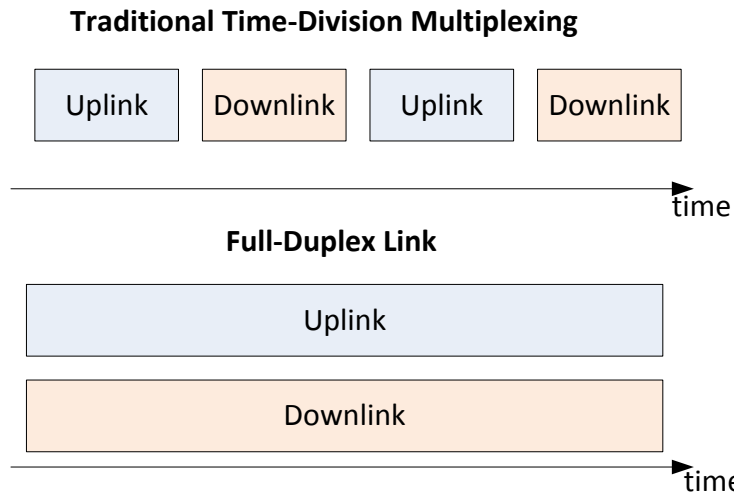 Traditional Time-Division Multiplexing
Uplink Downlink Uplink Downlink
time
Full-Duplex Link
Uplink
Downlink
time